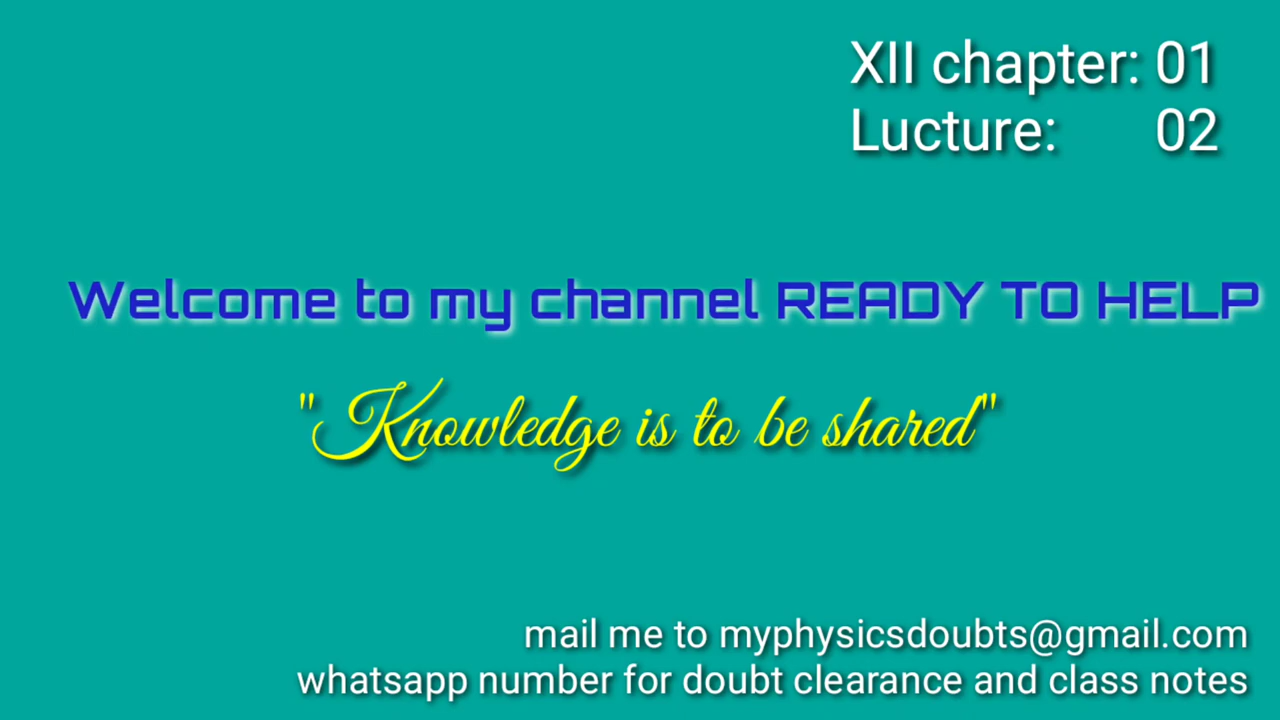 XII chapter: 01
Lucture: 02
Welcome to my channel READY TO HELP
"Knowledge is to be shared"
mail me to myphysicsdoubts@gmail.com
whatsapp number for doubt clearance and class notes